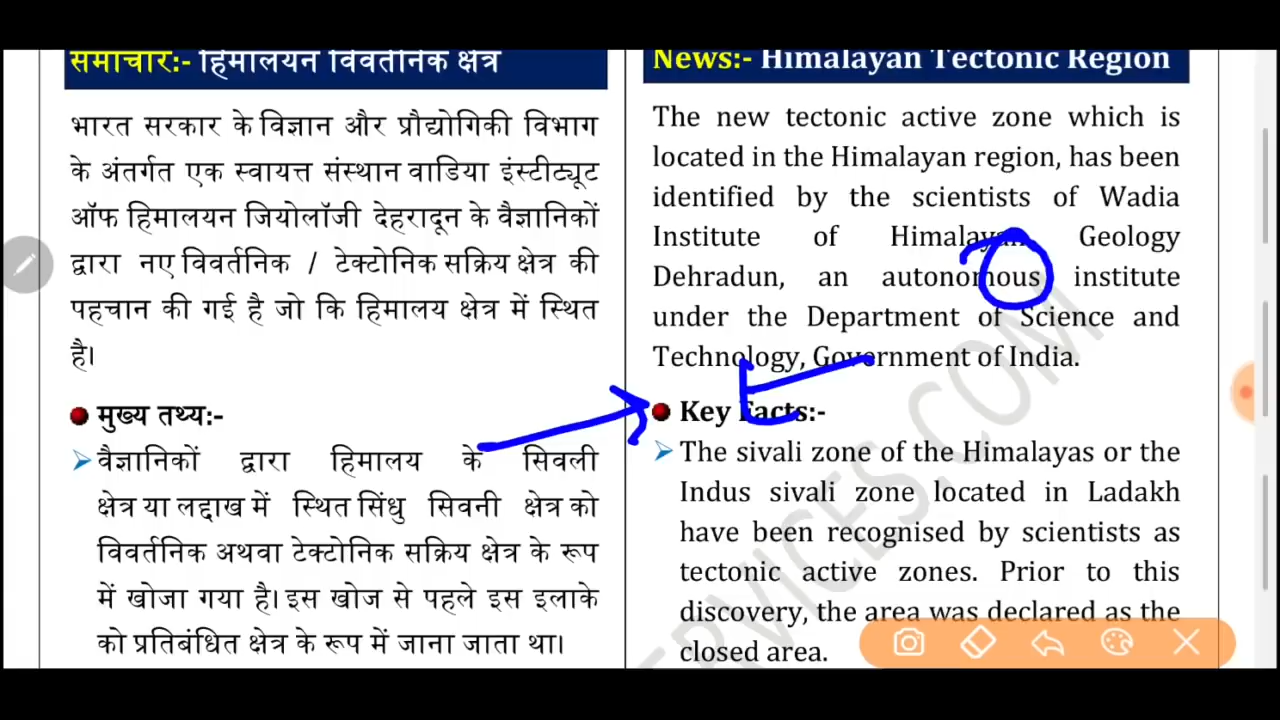 समाचारः- हिमालयन विवर्तनिक क्षेत्र
भारत सरकार के विज्ञान और प्रौद्योगिकी विभाग
के अंतर्गत एक स्वायत्त संस्थान वाडिया इंस्टीट्यूट
ऑफ हिमालयन जियोलॉजी देहरादून के वैज्ञानिकों
द्वारा नए विवर्तनिक / टेक्टोनिक सक्रिय क्षेत्र की
पहचान की गई है जो कि हिमालय क्षेत्र में स्थित
है।
मुख्य तथ्यः-
वैज्ञानिकों द्वारा हिमालय के सिवली
क्षेत्र या लद्दाख में स्थित सिंधु सिवनी क्षेत्र को
विवर्तनिक अथवा टेक्टोनिक सक्रिय क्षेत्र के रूप
में खोजा गया है। इस खोज से पहले इस इलाके
को प्रतिबंधित क्षेत्र के रूप में जाना जाता था।
News:- Himalayan Tectonic Region
The new tectonic active zone which is
located in the Himalayan region, has been
identified by the scientists of Wadia
Institute of Himalayan Geology
Dehradun, an autonomous institute
under the Department of Science and
Technology, Government of India.
Key Facts:-
The sivali zone of the Himalayas or the
Indus sivali zone located in Ladakh
have been recognised by scientists as
tectonic active zones. Prior to this
discovery, the area was declared as the
closed area.